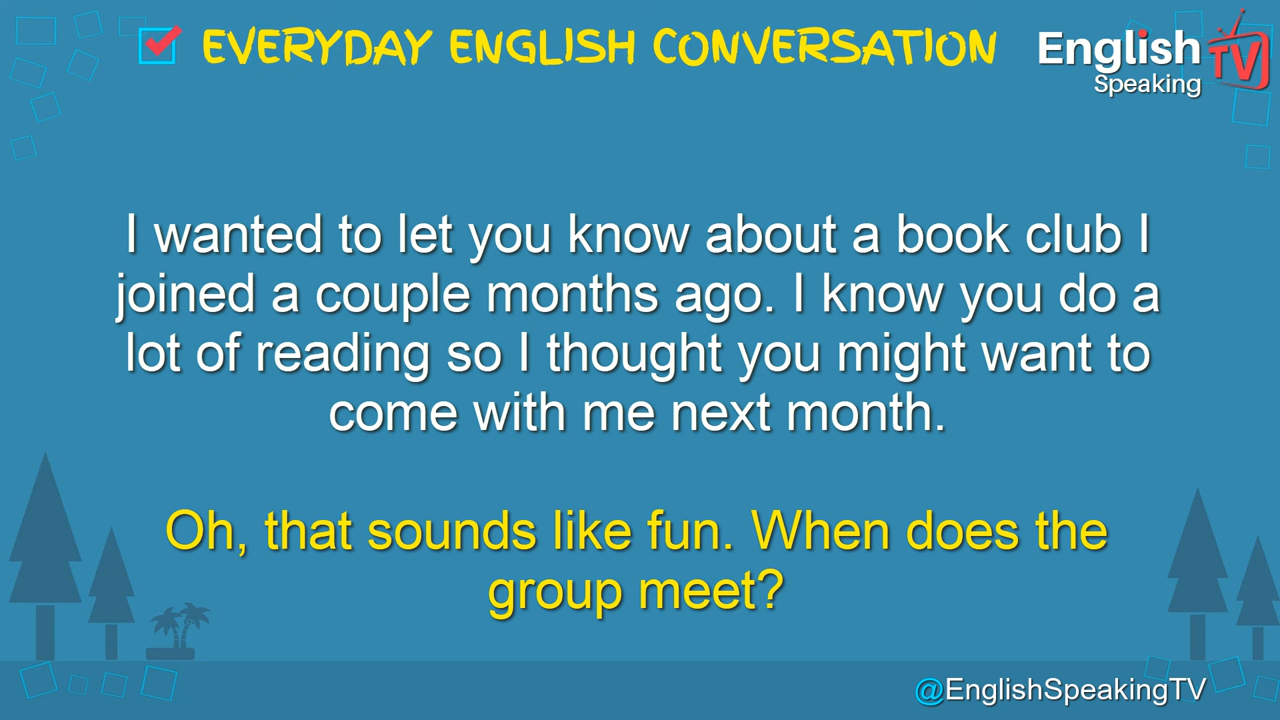 EVERYDAY ENGLISH CONVERSATION
English
Speaking
TV
I wanted to let you know about a book club I
joined a couple months ago. I know you do a
lot of reading so I thought you might want to
come with me next month.
Oh, that sounds like fun. When does the
group meet?
@EnglishSpeakingTV